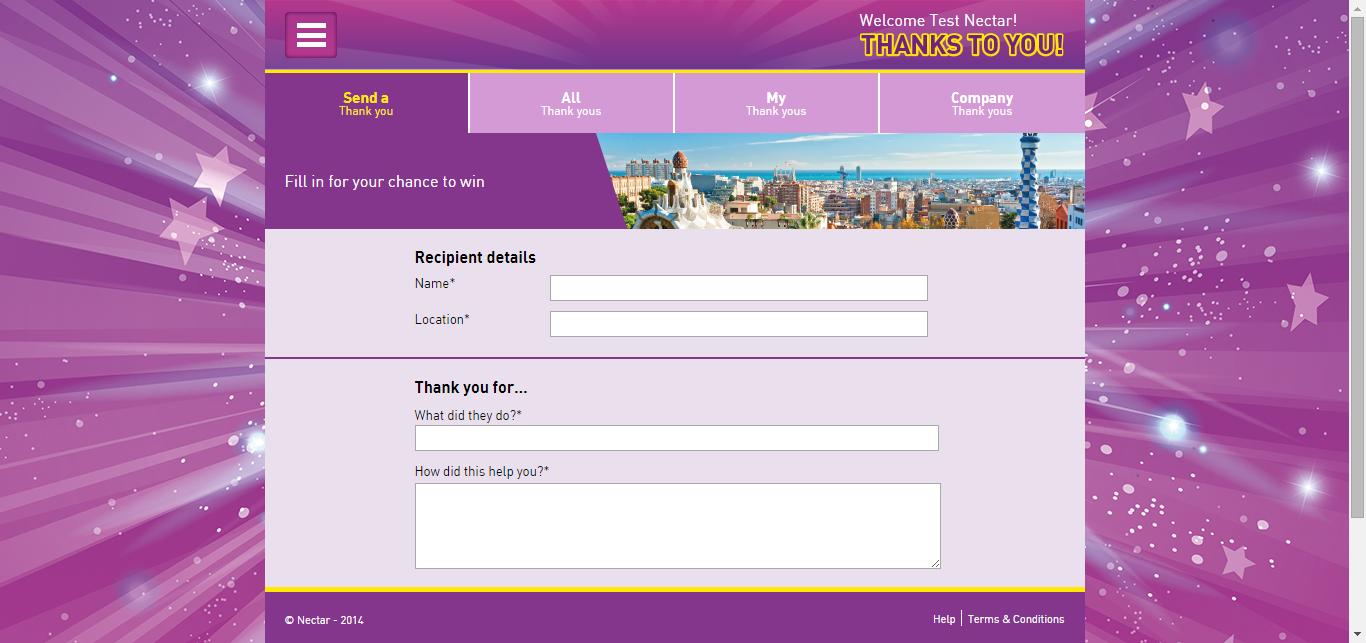 Welcome Test Nectar!
THANKS TO YOU!
Send a
Thank you
All
Thank yous
My
Thank yous
Company
Thank yous
Fill in for your chance to win
Recipient details
Name*
Location*
Thank you for...
What did they do?*
How did this help you?*
© Nectar - 2014
Help | Terms & Conditions